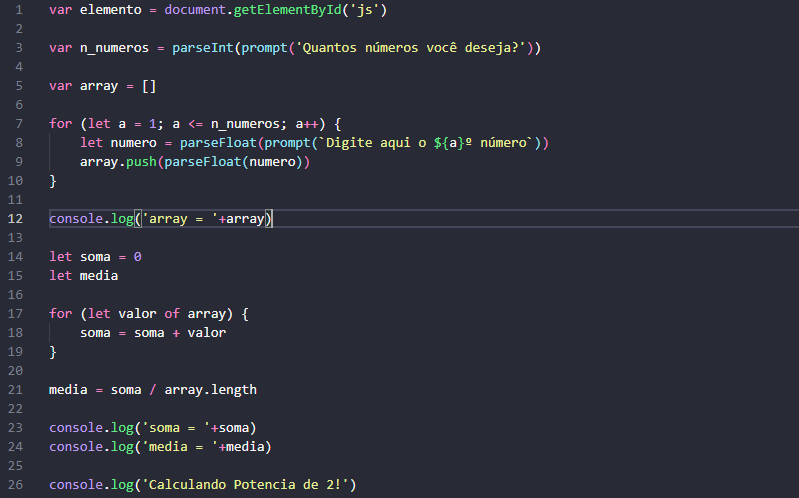 1 var elemento = document.getElementById('js')
2
3 var n_numeros = parseInt(prompt('Quantos números você deseja?'))
4
5 var array = []
6
7 for (let a = 1; a <= n_numeros; a++) {
8     let numero = parseFloat(prompt(`Digite aqui o ${a}º número`))
9     array.push(parseFloat(numero))
10 }
11
12 console.log('array = '+array)
13
14 let soma = 0
15 let media
16
17 for (let valor of array) {
18     soma = soma + valor
19 }
20
21 media = soma / array.length
22
23 console.log('soma = '+soma)
24 console.log('media = '+media)
25
26 console.log('Calculando Potencia de 2!')